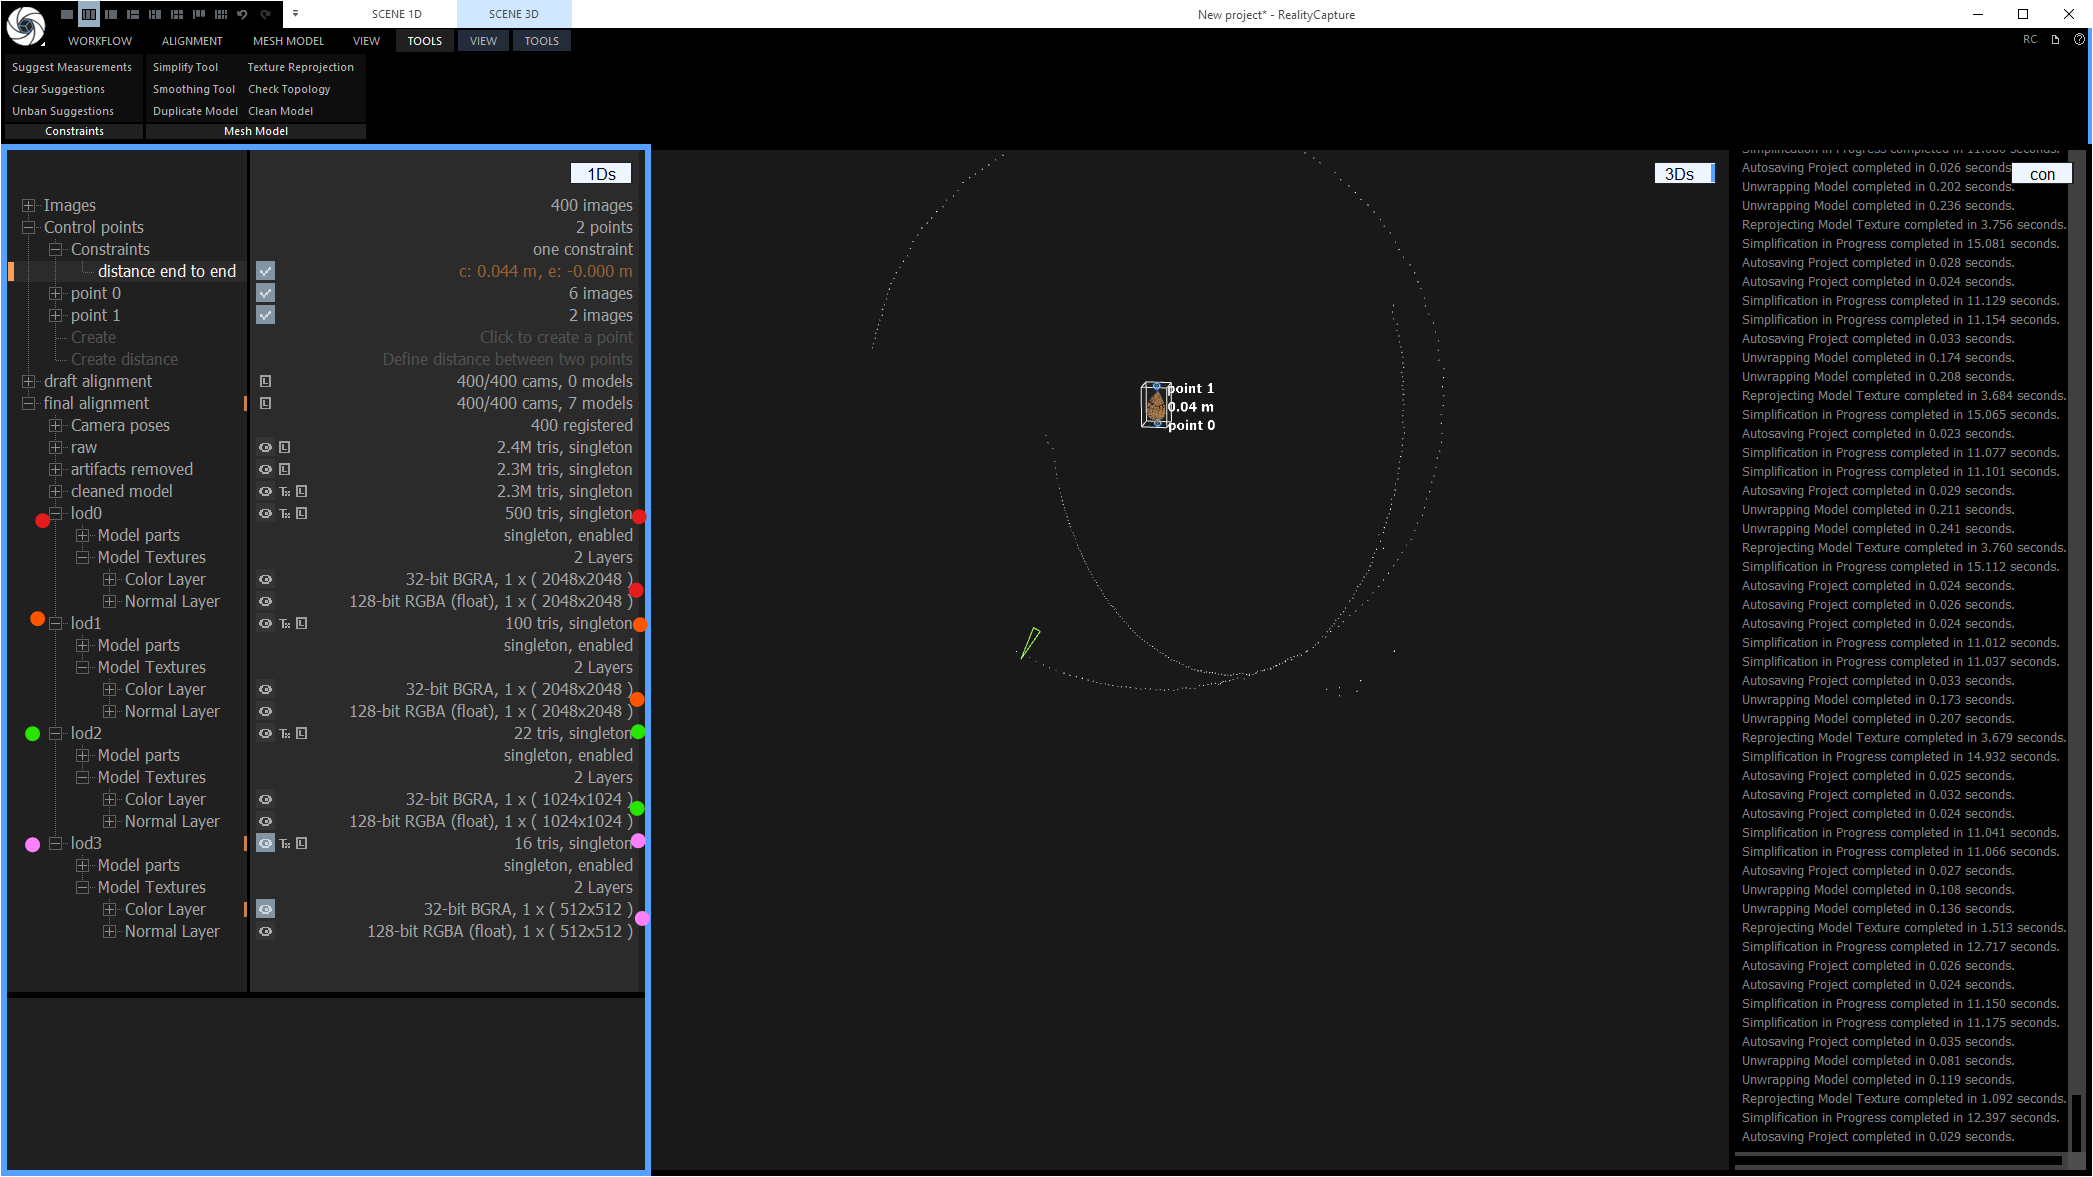 SCENE 1D
SCENE 3D
New project* - RealityCapture
WORKFLOW
ALIGNMENT
MESH MODEL
VIEW
TOOLS
VIEW
TOOLS
RC
Suggest Measurements
Simplify Tool
Texture Reprojection
Clear Suggestions
Smoothing Tool
Check Topology
Unban Suggestions
Duplicate Model
Clean Model
Constraints
Mesh Model
1Ds
Images 400 images
Control points 2 points
Constraints one constraint
distance end to end c: 0.044 m, e: -0.000 m
point 0 6 images
point 1 2 images
Create Click to create a point
Create distance Define distance between two points
draft alignment 400/400 cams, 0 models
final alignment 400/400 cams, 7 models
Camera poses 400 registered
raw 2.4M tris, singleton
artifacts removed 2.3M tris, singleton
cleaned model 2.3M tris, singleton
lod0 500 tris, singleton
Model parts singleton, enabled
Model Textures 2 Layers
Color Layer 32-bit BGRA, 1 x ( 2048x2048 )
Normal Layer 128-bit RGBA (float), 1 x ( 2048x2048 )
lod1 100 tris, singleton
Model parts singleton, enabled
Model Textures 2 Layers
Color Layer 32-bit BGRA, 1 x ( 2048x2048 )
Normal Layer 128-bit RGBA (float), 1 x ( 2048x2048 )
lod2 22 tris, singleton
Model parts singleton, enabled
Model Textures 2 Layers
Color Layer 32-bit BGRA, 1 x ( 1024x1024 )
Normal Layer 128-bit RGBA (float), 1 x ( 1024x1024 )
lod3 16 tris, singleton
Model parts singleton, enabled
Model Textures 2 Layers
Color Layer 32-bit BGRA, 1 x ( 512x512 )
Normal Layer 128-bit RGBA (float), 1 x ( 512x512 )
3Ds
point 1
0.04 m
point 0
con
Simplification in Progress completed in 11.060 seconds.
Autosaving Project completed in 0.026 seconds.
Unwrapping Model completed in 0.202 seconds.
Unwrapping Model completed in 0.236 seconds.
Reprojecting Model Texture completed in 3.756 seconds.
Simplification in Progress completed in 15.081 seconds.
Autosaving Project completed in 0.028 seconds.
Autosaving Project completed in 0.024 seconds.
Simplification in Progress completed in 11.129 seconds.
Simplification in Progress completed in 11.154 seconds.
Autosaving Project completed in 0.033 seconds.
Unwrapping Model completed in 0.174 seconds.
Unwrapping Model completed in 0.208 seconds.
Reprojecting Model Texture completed in 3.684 seconds.
Simplification in Progress completed in 15.065 seconds.
Autosaving Project completed in 0.023 seconds.
Simplification in Progress completed in 11.077 seconds.
Simplification in Progress completed in 11.101 seconds.
Autosaving Project completed in 0.029 seconds.
Unwrapping Model completed in 0.211 seconds.
Unwrapping Model completed in 0.241 seconds.
Reprojecting Model Texture completed in 3.760 seconds.
Simplification in Progress completed in 15.112 seconds.
Autosaving Project completed in 0.024 seconds.
Autosaving Project completed in 0.026 seconds.
Autosaving Project completed in 0.024 seconds.
Simplification in Progress completed in 11.012 seconds.
Simplification in Progress completed in 11.037 seconds.
Autosaving Project completed in 0.033 seconds.
Unwrapping Model completed in 0.173 seconds.
Unwrapping Model completed in 0.207 seconds.
Reprojecting Model Texture completed in 3.679 seconds.
Simplification in Progress completed in 14.932 seconds.
Autosaving Project completed in 0.025 seconds.
Autosaving Project completed in 0.032 seconds.
Autosaving Project completed in 0.024 seconds.
Simplification in Progress completed in 11.041 seconds.
Simplification in Progress completed in 11.066 seconds.
Autosaving Project completed in 0.027 seconds.
Unwrapping Model completed in 0.108 seconds.
Unwrapping Model completed in 0.136 seconds.
Reprojecting Model Texture completed in 1.513 seconds.
Simplification in Progress completed in 12.717 seconds.
Autosaving Project completed in 0.026 seconds.
Autosaving Project completed in 0.024 seconds.
Simplification in Progress completed in 11.150 seconds.
Simplification in Progress completed in 11.175 seconds.
Autosaving Project completed in 0.035 seconds.
Unwrapping Model completed in 0.081 seconds.
Unwrapping Model completed in 0.119 seconds.
Reprojecting Model Texture completed in 1.092 seconds.
Simplification in Progress completed in 12.397 seconds.
Autosaving Project completed in 0.029 seconds.